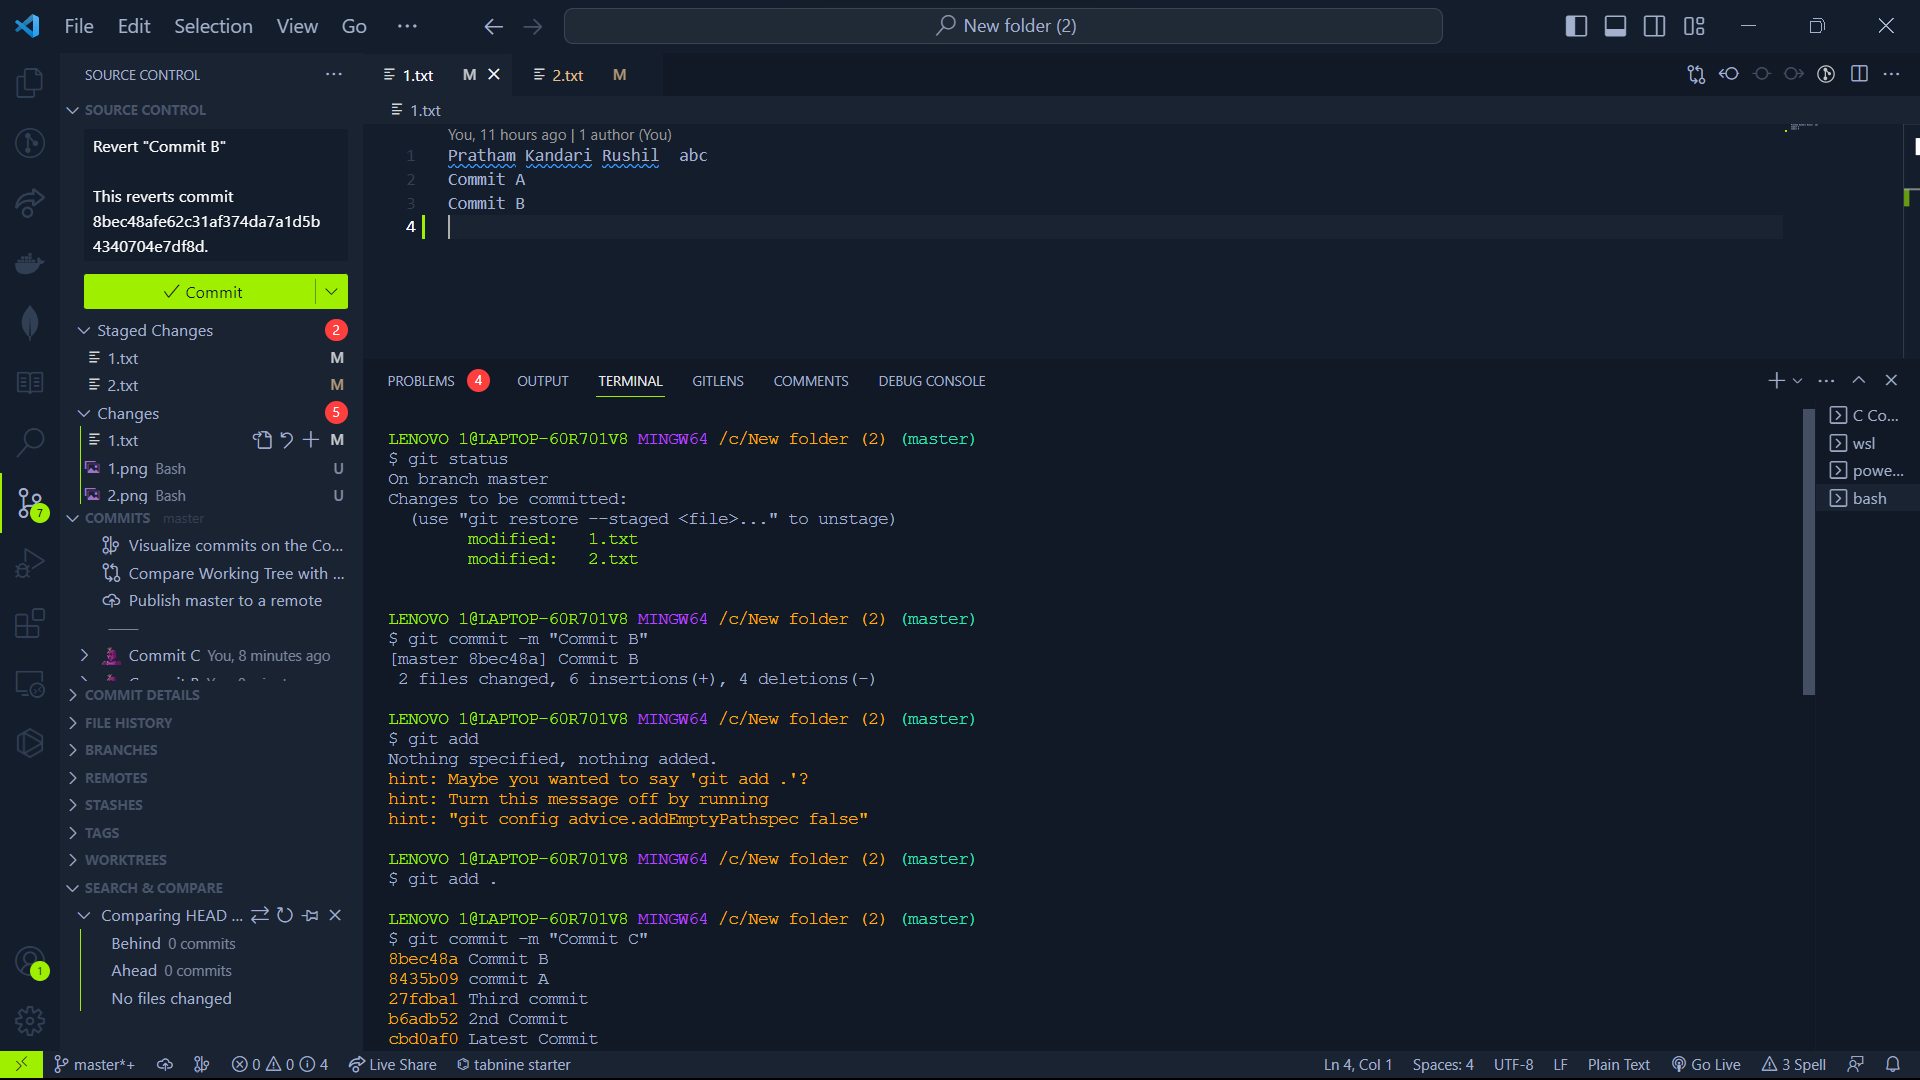 File Edit Selection View Go ···
New folder (2)
SOURCE CONTROL ···
SOURCE CONTROL
Revert "Commit B"
This reverts commit
8bec48afe62c31af374da7a1d5b
4340704e7df8d.
Commit
Staged Changes 2
1.txt M
2.txt M
Changes 5
1.txt M
1.png Bash U
2.png Bash U
7
COMMITS master
Visualize commits on the Co...
Compare Working Tree with ...
Publish master to a remote
Commit C You, 8 minutes ago
COMMIT DETAILS
FILE HISTORY
BRANCHES
REMOTES
STASHES
TAGS
WORKTREES
SEARCH & COMPARE
Comparing HEAD ...
Behind 0 commits
Ahead 0 commits
No files changed
1
1.txt M
2.txt M
1.txt
You, 11 hours ago | 1 author (You)
1 Pratham Kandari Rushil abc
2 Commit A
3 Commit B
4
PROBLEMS 4 OUTPUT TERMINAL GITLENS COMMENTS DEBUG CONSOLE
LENOVO 1@LAPTOP-60R701V8 MINGW64 /c/New folder (2) (master)
$ git status
On branch master
Changes to be committed:
(use "git restore --staged <file>..." to unstage)
modified: 1.txt
modified: 2.txt
LENOVO 1@LAPTOP-60R701V8 MINGW64 /c/New folder (2) (master)
$ git commit -m "Commit B"
[master 8bec48a] Commit B
2 files changed, 6 insertions(+), 4 deletions(-)
LENOVO 1@LAPTOP-60R701V8 MINGW64 /c/New folder (2) (master)
$ git add
Nothing specified, nothing added.
hint: Maybe you wanted to say 'git add .'?
hint: Turn this message off by running
hint: "git config advice.addEmptyPathspec false"
LENOVO 1@LAPTOP-60R701V8 MINGW64 /c/New folder (2) (master)
$ git add .
LENOVO 1@LAPTOP-60R701V8 MINGW64 /c/New folder (2) (master)
$ git commit -m "Commit C"
8bec48a Commit B
8435b09 commit A
27fdba1 Third commit
b6adb52 2nd Commit
cbd0af0 Latest Commit
C Co...
wsl
powe...
bash
master*+ 0 0 4 Live Share tabnine starter
Ln 4, Col 1 Spaces: 4 UTF-8 LF Plain Text Go Live 3 Spell